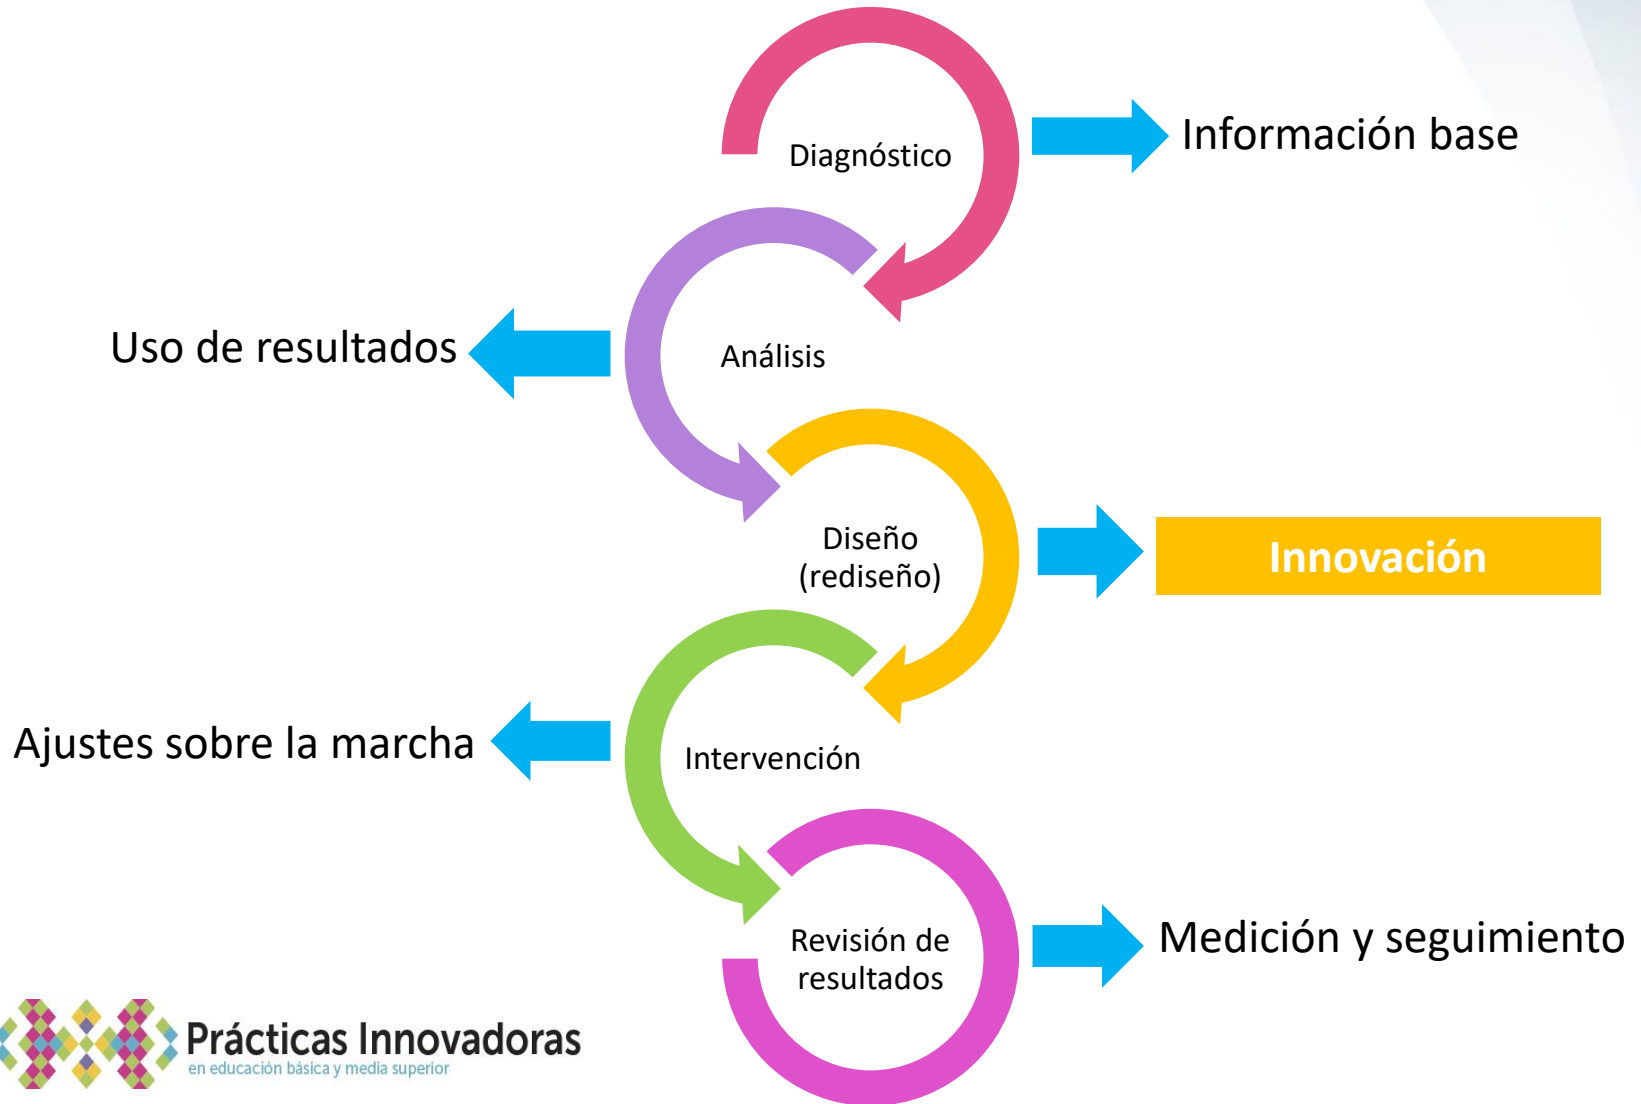 Diagnóstico
Información base
Uso de resultados
Análisis
Diseño
(rediseño)
Innovación
Ajustes sobre la marcha
Intervención
Revisión de
resultados
Medición y seguimiento
Prácticas Innovadoras
en educación básica y media superior